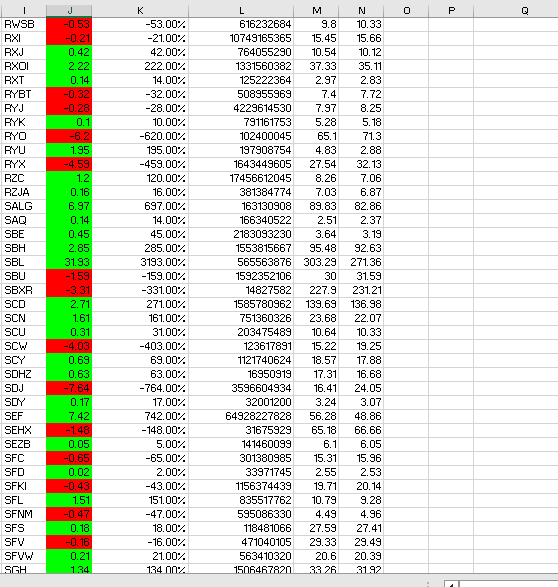 I J K L M N O P Q
RWSB -0.53 -53.00% 616232684 9.8 10.33
RXI -0.21 -21.00% 10749165365 15.45 15.66
RXJ 0.42 42.00% 764055290 10.54 10.12
RXOI 2.22 222.00% 1331560382 37.33 35.11
RXT 0.14 14.00% 125222364 2.97 2.83
RYBT -0.32 -32.00% 508955969 7.4 7.72
RYJ -0.28 -28.00% 4229614530 7.97 8.25
RYK 0.1 10.00% 791161753 5.28 5.18
RYO -6.2 -620.00% 102400045 65.1 71.3
RYU 1.95 195.00% 197908754 4.83 2.88
RYX -4.59 -459.00% 1643449605 27.54 32.13
RZC 1.2 120.00% 17456612045 8.26 7.06
RZJA 0.16 16.00% 381384774 7.03 6.87
SALG 6.97 697.00% 163130908 89.83 82.86
SAQ 0.14 14.00% 166340522 2.51 2.37
SBE 0.45 45.00% 2183093230 3.64 3.19
SBH 2.85 285.00% 1553815667 95.48 92.63
SBL 31.93 3193.00% 565563876 303.29 271.36
SBU -1.59 -159.00% 1592352106 30 31.59
SBXR -3.31 -331.00% 14827582 227.9 231.21
SCD 2.71 271.00% 1585780962 139.69 136.98
SCN 1.61 161.00% 751360326 23.68 22.07
SCU 0.31 31.00% 203475489 10.64 10.33
SCW -4.03 -403.00% 123617891 15.22 19.25
SCY 0.69 69.00% 1121740624 18.57 17.88
SDHZ 0.63 63.00% 16950919 17.31 16.68
SDJ -7.64 -764.00% 3596604934 16.41 24.05
SDY 0.17 17.00% 32001200 3.24 3.07
SEF 7.42 742.00% 64928227828 56.28 48.86
SEHX -1.48 -148.00% 31675929 65.18 66.66
SEZB 0.05 5.00% 141460099 6.1 6.05
SFC -0.65 -65.00% 301380985 15.31 15.96
SFD 0.02 2.00% 33971745 2.55 2.53
SFKI -0.43 -43.00% 1156374439 19.71 20.14
SFL 1.51 151.00% 835517762 10.79 9.28
SFNM -0.47 -47.00% 595086330 4.49 4.96
SFS 0.18 18.00% 118481066 27.59 27.41
SFV -0.16 -16.00% 471040105 29.33 29.49
SFVW 0.21 21.00% 563410320 20.6 20.39
SGH 1.34 134.00% 1506467820 33.26 31.92